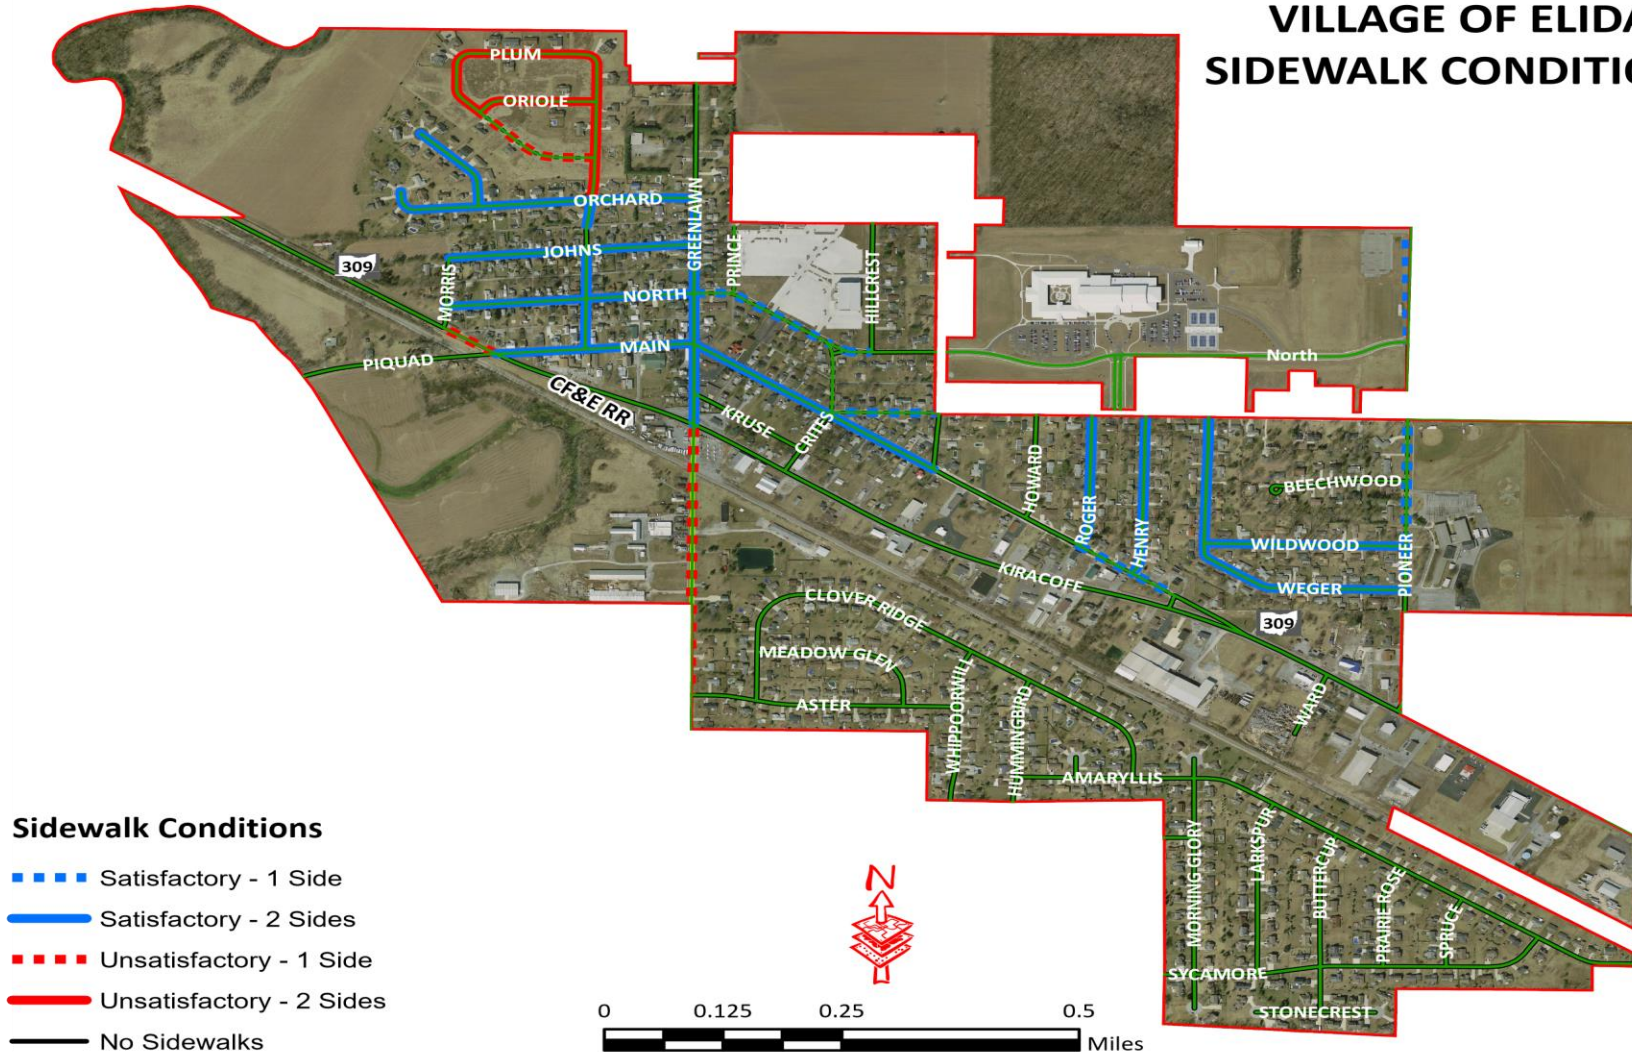 VILLAGE OF ELIDA
SIDEWALK CONDITIO
PLUM
ORIOLE
ORCHARD
GREENLAWN
JOHNS
PRINCE
HILLCREST
309
MORRIS
NORTH
MAIN
PIQUAD
North
CF&E RR
KRUSE
CRITES
HOWARD
ROGER
HENRY
BEECHWOOD
WILDWOOD
PIONEER
WEGER
KIRACOFE
309
CLOVER RIDGE
MEADOW GLEN
WHIPPOORWILL
HUMMINGBIRD
ASTER
WARD
AMARYLLIS
MORNING GLORY
LARKSPUR
BUTTERCUP
PRAIRIE ROSE
SPRUCE
SYCAMORE
STONECREST
Sidewalk Conditions
Satisfactory - 1 Side
Satisfactory - 2 Sides
Unsatisfactory - 1 Side
Unsatisfactory - 2 Sides
No Sidewalks
N
0 0.125 0.25 0.5
Miles